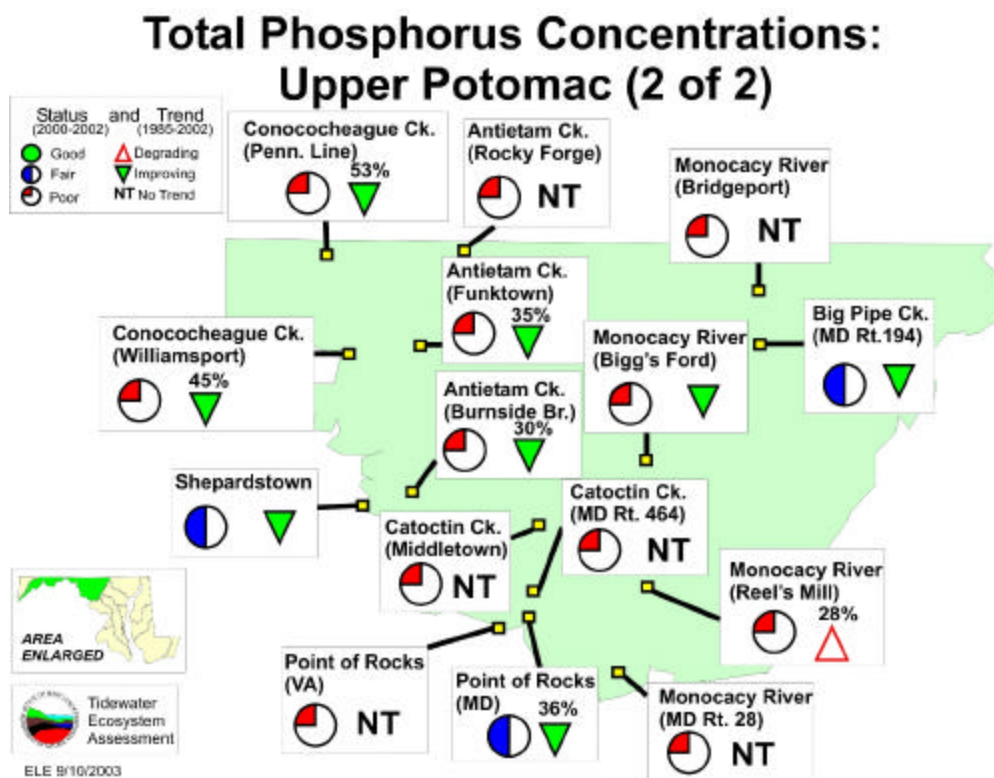 Total Phosphorus Concentrations:
Upper Potomac (2 of 2)
Status and Trend
(2000-2002) (1985-2002)
Good Degrading
Fair Improving
Poor NT No Trend
Conococheague Ck.
(Penn. Line)
53%
Antietam Ck.
(Rocky Forge)
NT
Monocacy River
(Bridgeport)
NT
Antietam Ck.
(Funktown)
35%
Big Pipe Ck.
(MD Rt.194)
Conococheague Ck.
(Williamsport)
45%
Monocacy River
(Bigg's Ford)
Antietam Ck.
(Burnside Br.)
30%
Shepardstown
Catoctin Ck.
(MD Rt. 464)
NT
Catoctin Ck.
(Middletown)
NT
Monocacy River
(Reel's Mill)
28%
AREA
ENLARGED
Point of Rocks
(VA)
NT
Point of Rocks
(MD)
36%
Monocacy River
(MD Rt. 28)
NT
Tidewater
Ecosystem
Assessment
ELE 9/10/2003